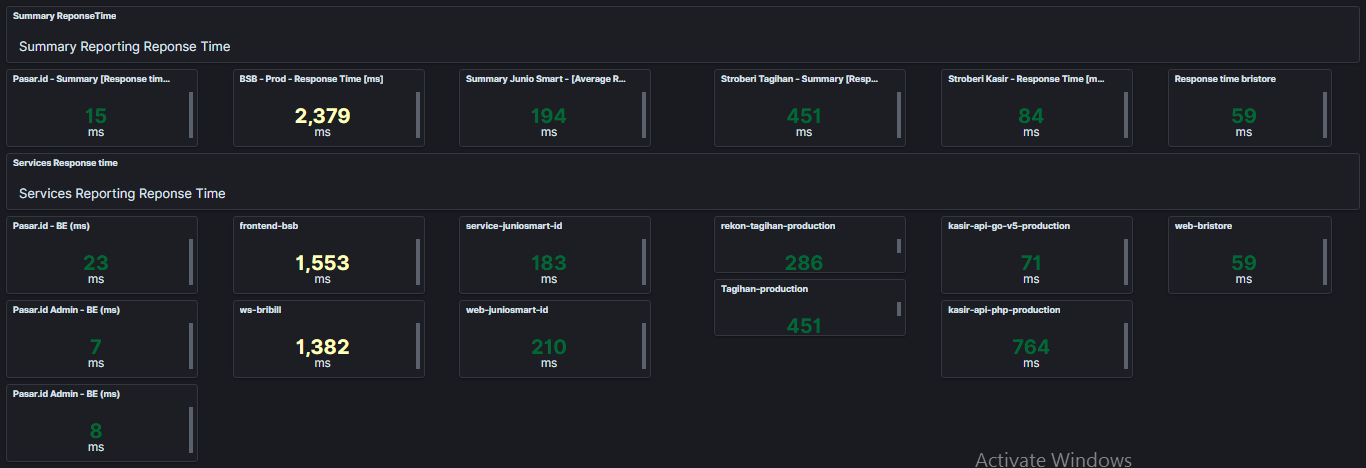 Summary ReponseTime
Summary Reporting Reponse Time
Pasar.id - Summary [Response tim...
15
ms
BSB - Prod - Response Time [ms]
2,379
ms
Summary Junio Smart - [Average R...
194
ms
Stroberi Tagihan - Summary [Resp...
451
ms
Stroberi Kasir - Response Time [m...
84
ms
Response time bristore
59
ms
Services Response time
Services Reporting Reponse Time
Pasar.id - BE (ms)
23
ms
frontend-bsb
1,553
ms
service-juniosmart-id
183
ms
rekon-tagihan-production
286
kasir-api-go-v5-production
71
ms
web-bristore
59
ms
Pasar.id Admin - BE (ms)
7
ms
ws-bribill
1,382
ms
web-juniosmart-id
210
ms
Tagihan-production
451
kasir-api-php-production
764
ms
Pasar.id Admin - BE (ms)
8
ms
Activate Windows